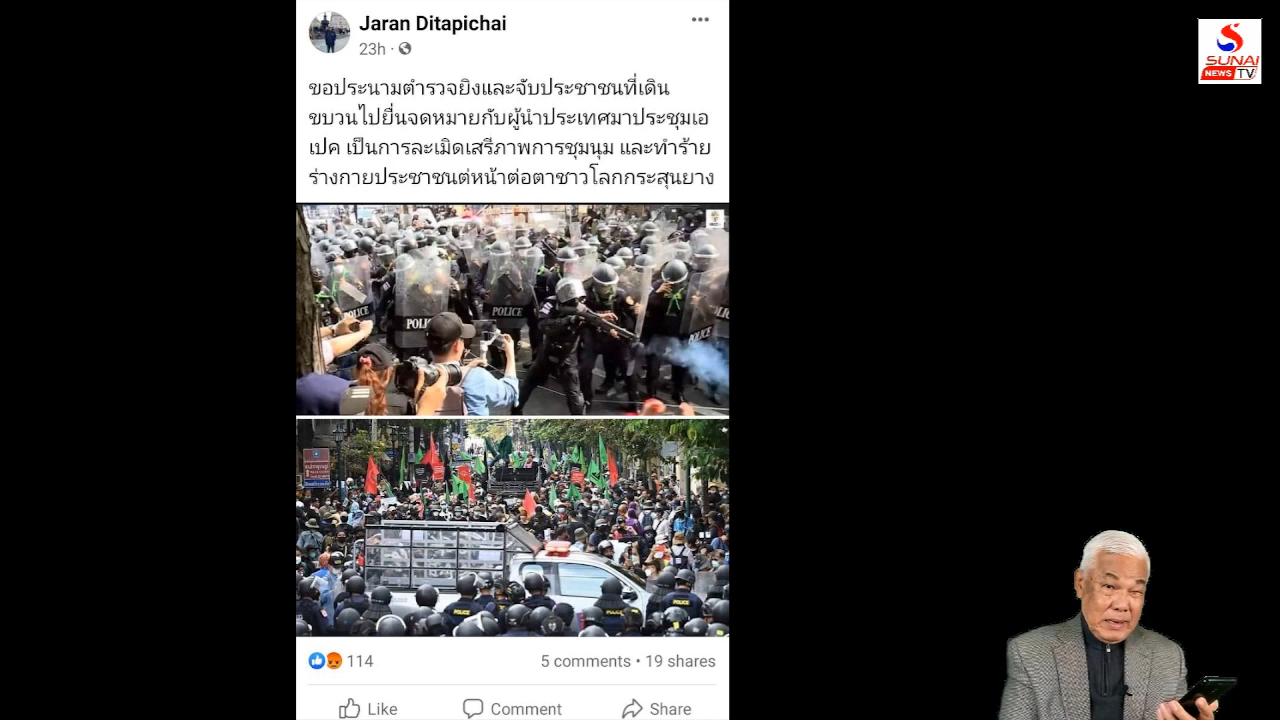 Jaran Ditapichai
23h
ขอประนามตำรวจยิงและจับประชาชนที่เดิน
ขบวนไปยื่นจดหมายกับผู้นำประเทศมาประชุมเอ
เปค เป็นการละเมิดเสรีภาพการชุมนุม และทำร้าย
ร่างกายประชาชนต่หน้าต่อตาชาวโลกกระสุนยาง
POLICE
POLICE
POLICE
POLICE
POLICE
114
5 comments • 19 shares
Like
Comment
Share
SUNAI
NEWS TV